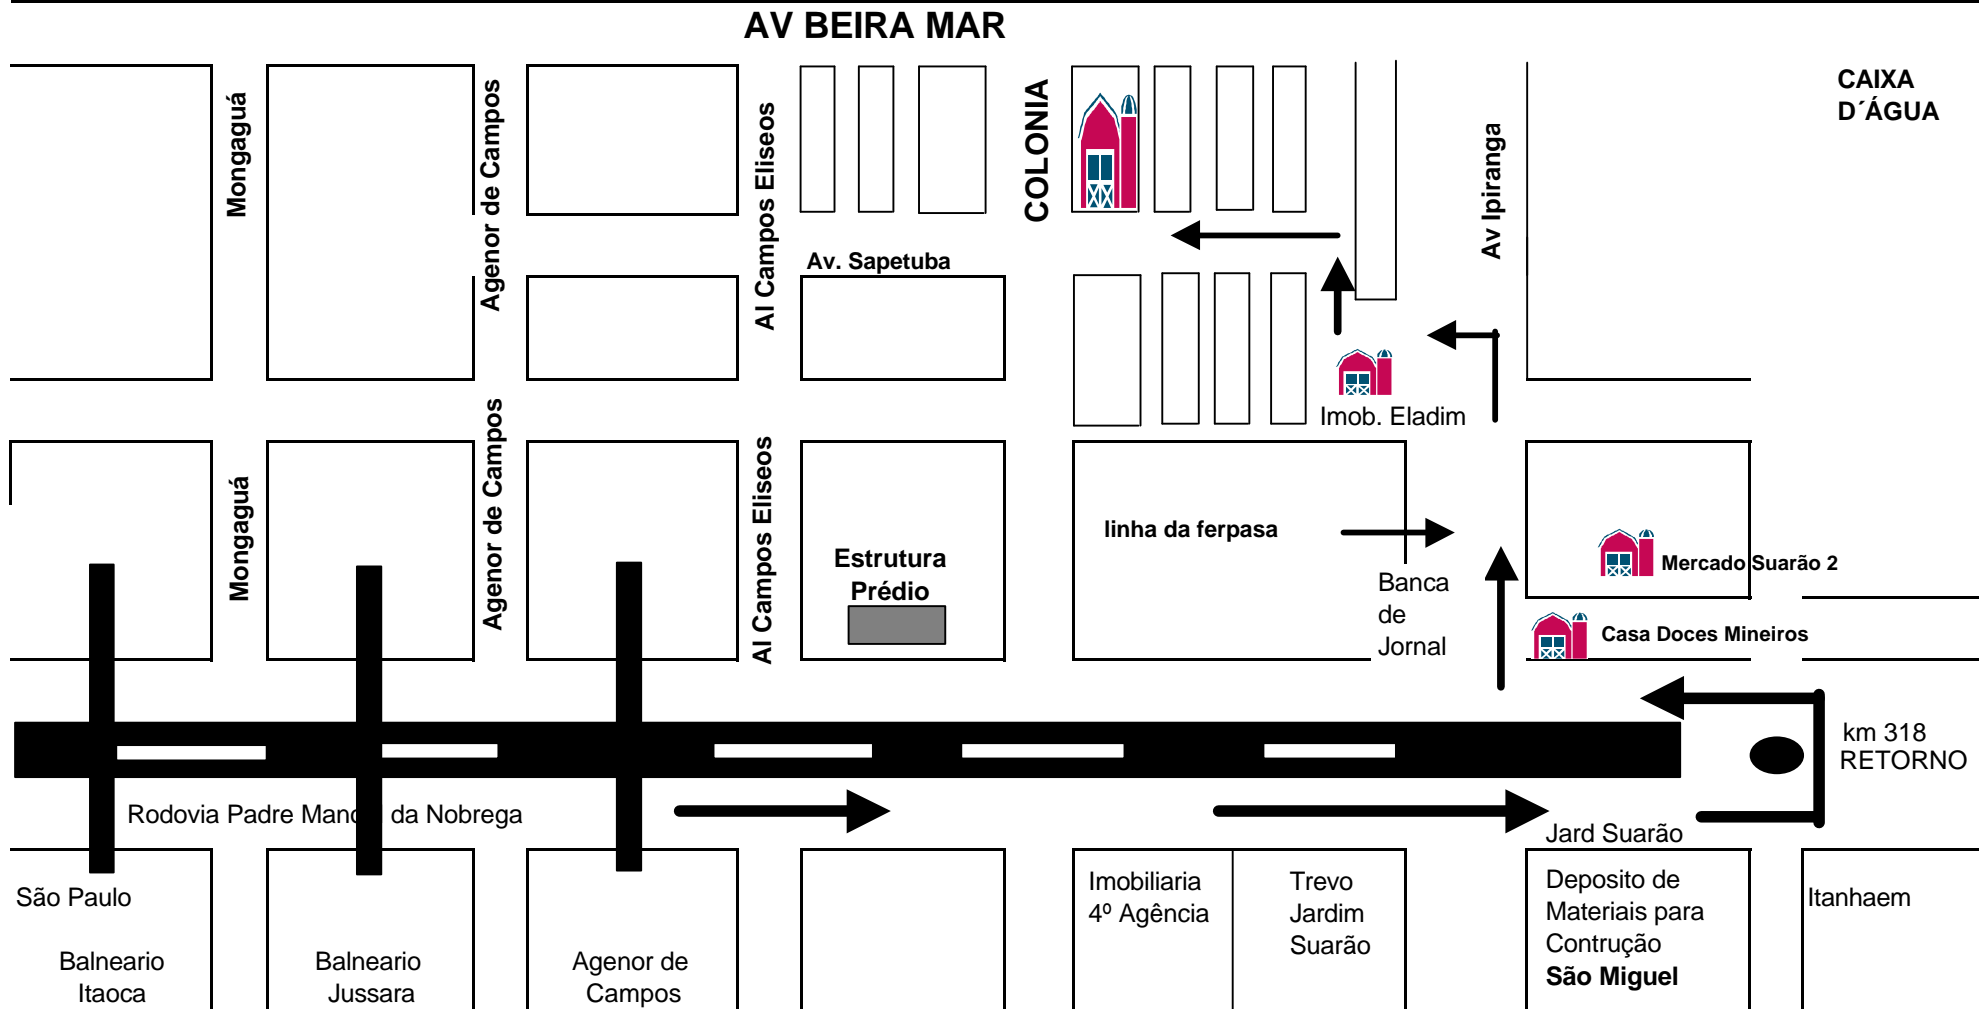 AV BEIRA MAR
CAIXA
D´ÁGUA
Mongaguá
Agenor de Campos
Al Campos Eliseos
COLONIA
Av Ipiranga
Av. Sapetuba
Imob. Eladim
Mongaguá
Agenor de Campos
Al Campos Eliseos
linha da ferpasa
Estrutura
Prédio
Banca
de
Jornal
Mercado Suarão 2
Casa Doces Mineiros
km 318
RETORNO
Rodovia Padre Mano da Nobrega
Jard Suarão
São Paulo
Balneario
Itaoca
Balneario
Jussara
Agenor de
Campos
Imobiliaria
4º Agência
Trevo
Jardim
Suarão
Deposito de
Materiais para
Contrução
São Miguel
Itanhaem